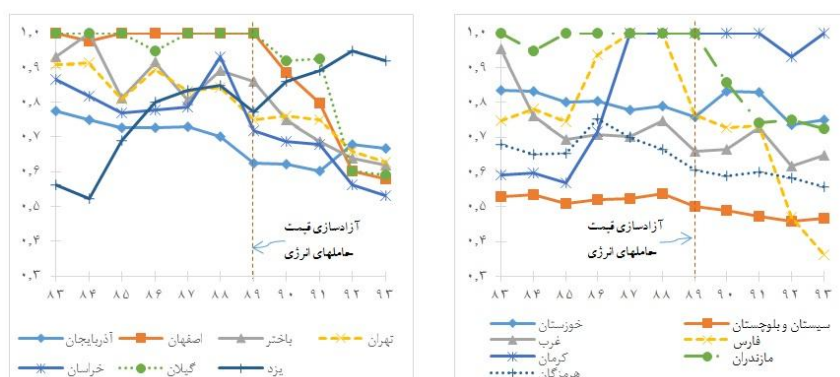 ۱,۰
۰,۹
۰,۸
۰,۷
۰,۶
۰,۵
۰,۴
۰,۳
آزادسازی قیمت
حاملهای انرژی
۸۳ ۸۴ ۸۵ ۸۶ ۸۷ ۸۸ ۸۹ ۹۰ ۹۱ ۹۲ ۹۳
آذربایجان اصفهان باختر تهران
خراسان گیلان یزد
۱,۰
۰,۹
۰,۸
۰,۷
۰,۶
۰,۵
۰,۴
۰,۳
آزادسازی قیمت
حاملهای انرژی
۸۳ ۸۴ ۸۵ ۸۶ ۸۷ ۸۸ ۸۹ ۹۰ ۹۱ ۹۲ ۹۳
خوزستان سیستان و بلوچستان
غرب فارس
کرمان مازندران
هرمزگان